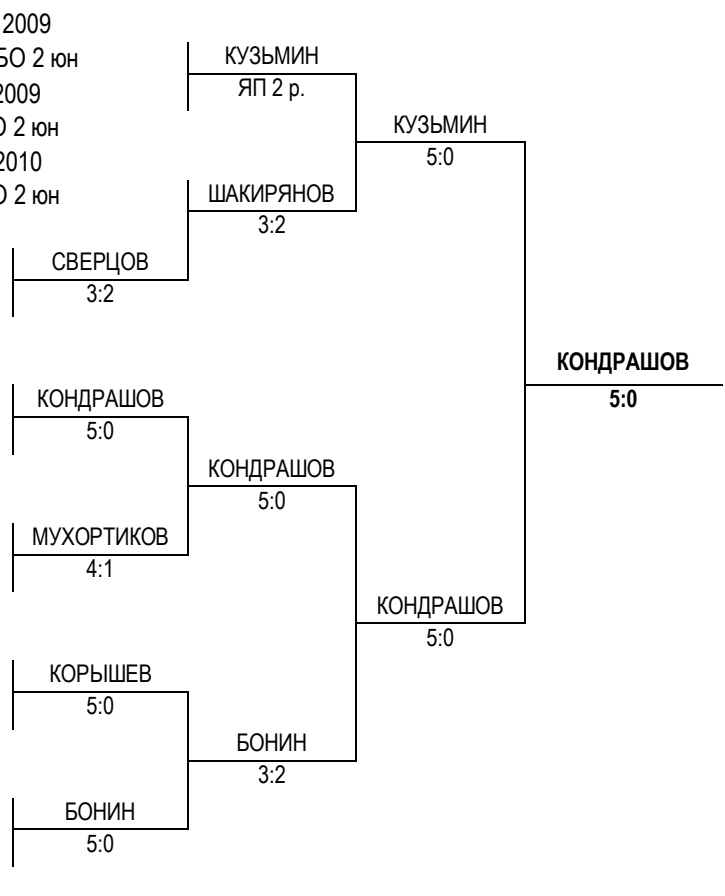 2009
БО 2 юн
2009
О 2 юн
2010
О 2 юн
КУЗЬМИН
ЯП 2 р.
КУЗЬМИН
5:0
ШАКИРЯНОВ
3:2
СВЕРЦОВ
3:2
КОНДРАШОВ
5:0
КОНДРАШОВ
5:0
КОНДРАШОВ
5:0
МУХОРТИКОВ
4:1
КОНДРАШОВ
5:0
КОРЫШЕВ
5:0
БОНИН
3:2
БОНИН
5:0